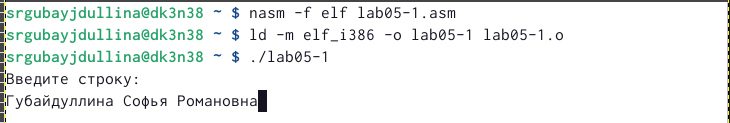 srgubayjdullina@dk3n38 ~ $ nasm -f elf lab05-1.asm
srgubayjdullina@dk3n38 ~ $ ld -m elf_i386 -o lab05-1 lab05-1.o
srgubayjdullina@dk3n38 ~ $ ./lab05-1
Введите строку:
Губайдуллина Софья Романовна